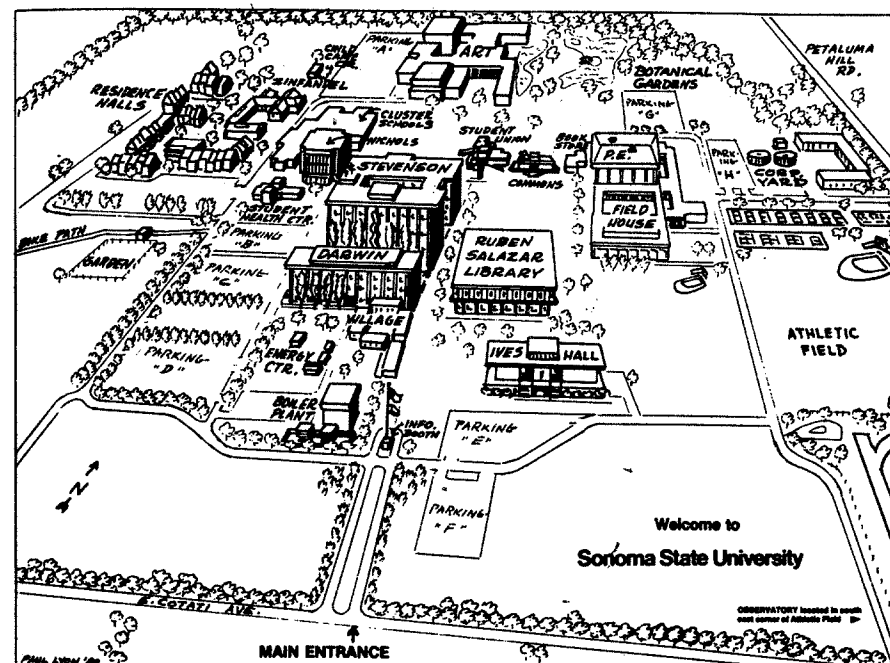 PARKING
"A"
ART
PETALUMA
HILL
RD.
CHILD
CARE
CTR.
ZINFANDEL
RESIDENCE
HALLS
BOTANICAL
GARDENS
PARKING
"G"
CLUSTER
SCHOOLS
NICHOLS
STUDENT
UNION
BOOK
STORE
P.E.
PARK
ING
"H"
CORP
YARD
STEVENSON
COMMONS
STUDENT
HEALTH CTR.
FIELD
HOUSE
PARKING
"B"
BIKE PATH
GARDEN
DARWIN
RUBEN
SALAZAR
LIBRARY
PARKING
"C"
VILLAGE
ATHLETIC
FIELD
PARKING
"D"
ENERGY
CTR.
IVES HALL
BOILER
PLANT
INFO.
BOOTH
PARKING
"E"
N
PARKING
"F"
Welcome to
Sonoma State University
E. COTATI AVE.
OBSERVATORY located in south
east corner of Athletic Field
MAIN ENTRANCE
PAUL LYON